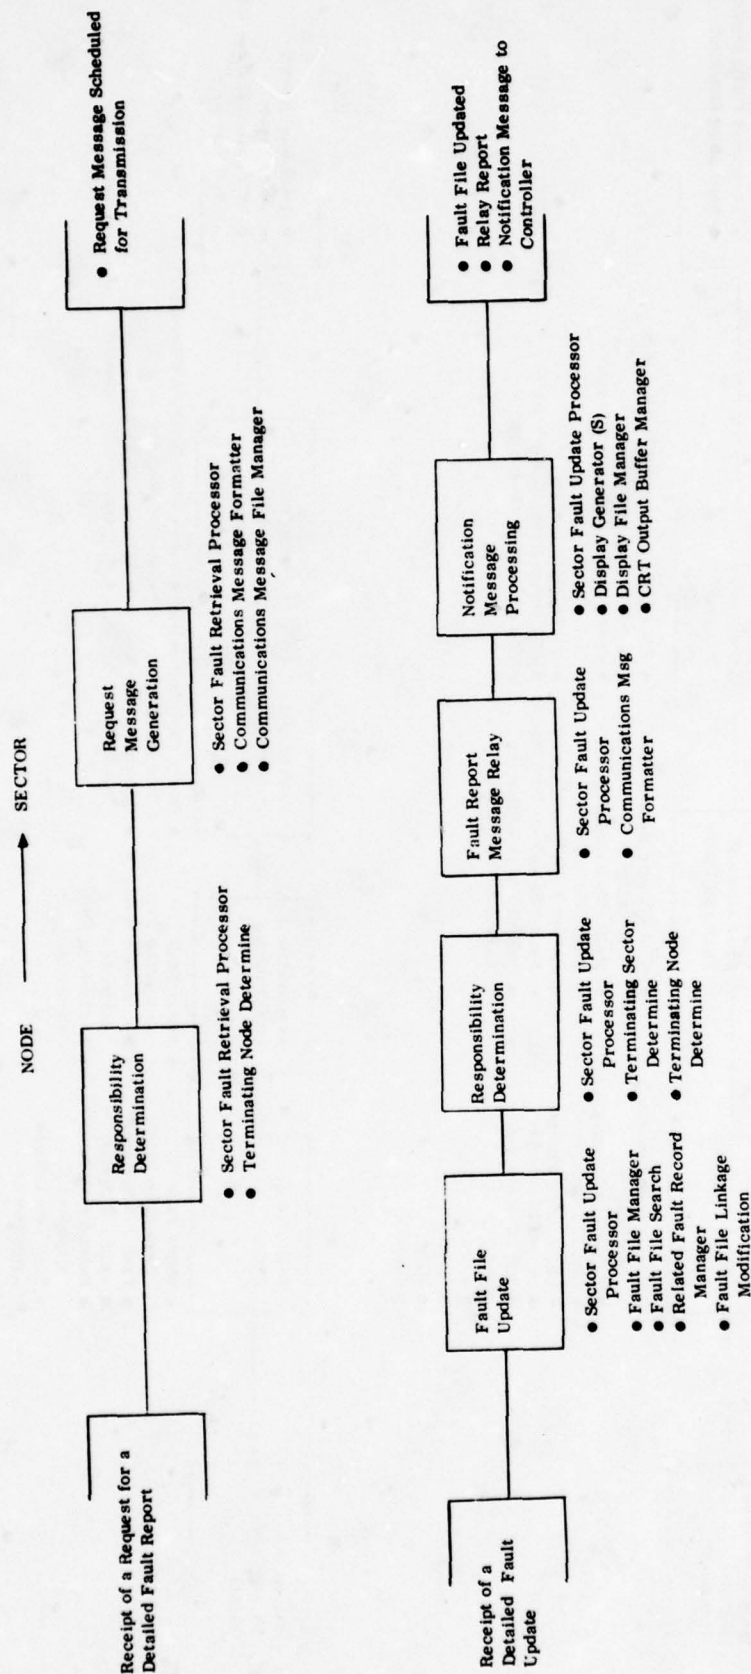 NODE SECTOR
Receipt of a Request for a
Detailed Fault Report
Responsibility
Determination
● Sector Fault Retrieval Processor
● Terminating Node Determine
Request
Message
Generation
● Sector Fault Retrieval Processor
● Communications Message Formatter
● Communications Message File Manager
● Request Message Scheduled
for Transmission
Receipt of a
Detailed Fault
Update
Fault File
Update
● Sector Fault Update
Processor
● Fault File Manager
● Fault File Search
● Related Fault Record
Manager
● Fault File Linkage
Modification
Responsibility
Determination
● Sector Fault Update
Processor
● Terminating Sector
Determine
● Terminating Node
Determine
Fault Report
Message Relay
● Sector Fault Update
Processor
● Communications Msg
Formatter
Notification
Message
Processing
● Sector Fault Update Processor
● Display Generator (S)
● Display File Manager
● CRT Output Buffer Manager
● Fault File Updated
● Relay Report
● Notification Message to
Controller